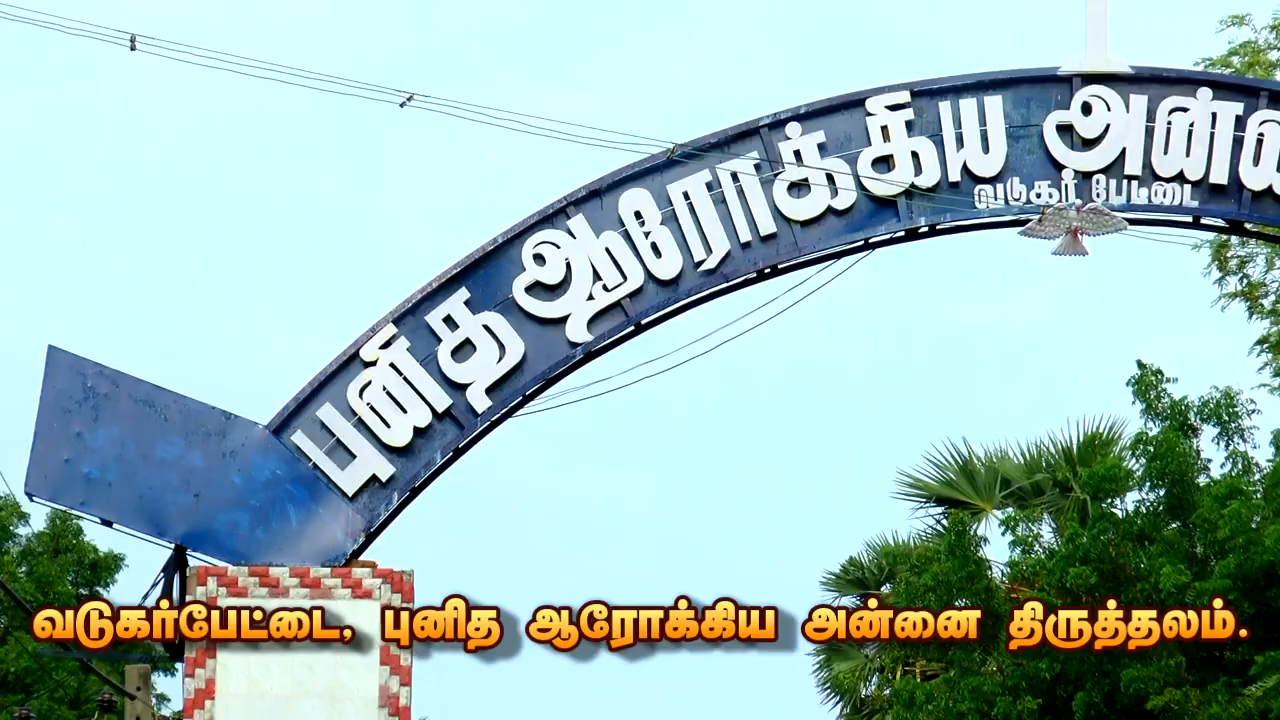 புனித ஆரோக்கிய அன்
வடுகர் பேட்டை
வடுகர்பேட்டை, புனித ஆரோக்கிய அன்னை திருத்தலம்.